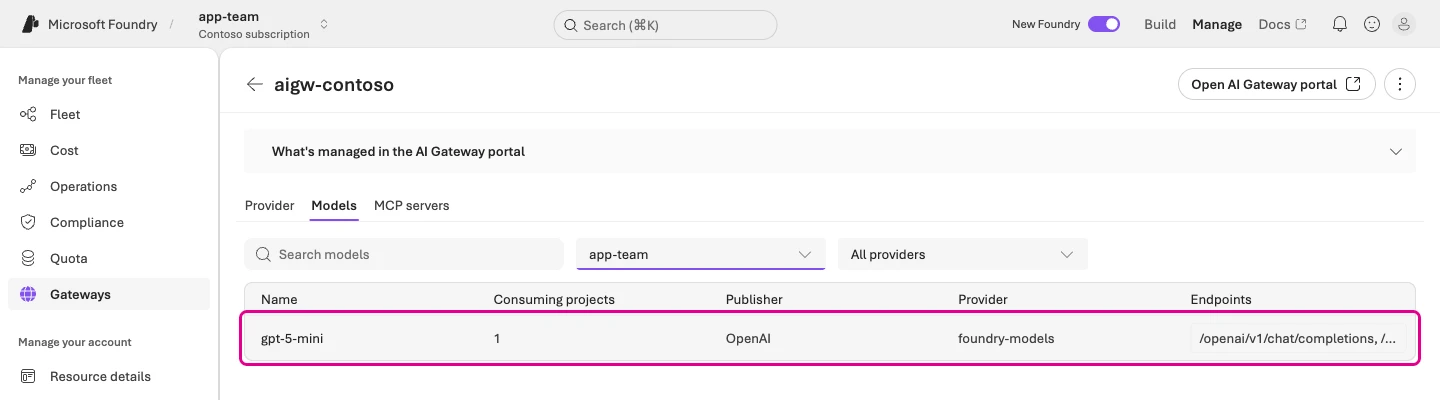 Microsoft Foundry / app-team Contoso subscription Search (⌘K) New Foundry Build Manage Docs
Manage your fleet
Fleet
Cost
Operations
Compliance
Quota
Gateways
Manage your account
Resource details
aigw-contoso Open AI Gateway portal
What's managed in the AI Gateway portal
Provider Models MCP servers
Search models app-team All providers
Name Consuming projects Publisher Provider Endpoints
gpt-5-mini 1 OpenAI foundry-models /openai/v1/chat/completions, /...